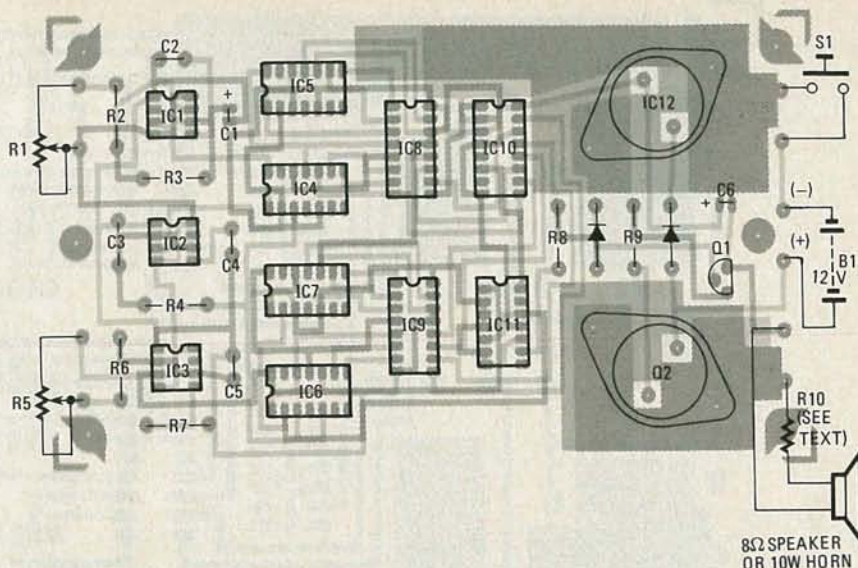 C2
S1
IC5
IC12
IC1
+
C1
R2
R1
IC8
IC10
R3
IC4
(−)
C6
+
C3
IC2
C4
R8
R9
Q1
(+)
B1
12 V
IC7
R4
IC9
IC11
R6
IC3
Q2
R5
C5
IC6
R10
(SEE
TEXT)
R7
8Ω SPEAKER
OR 10W HORN